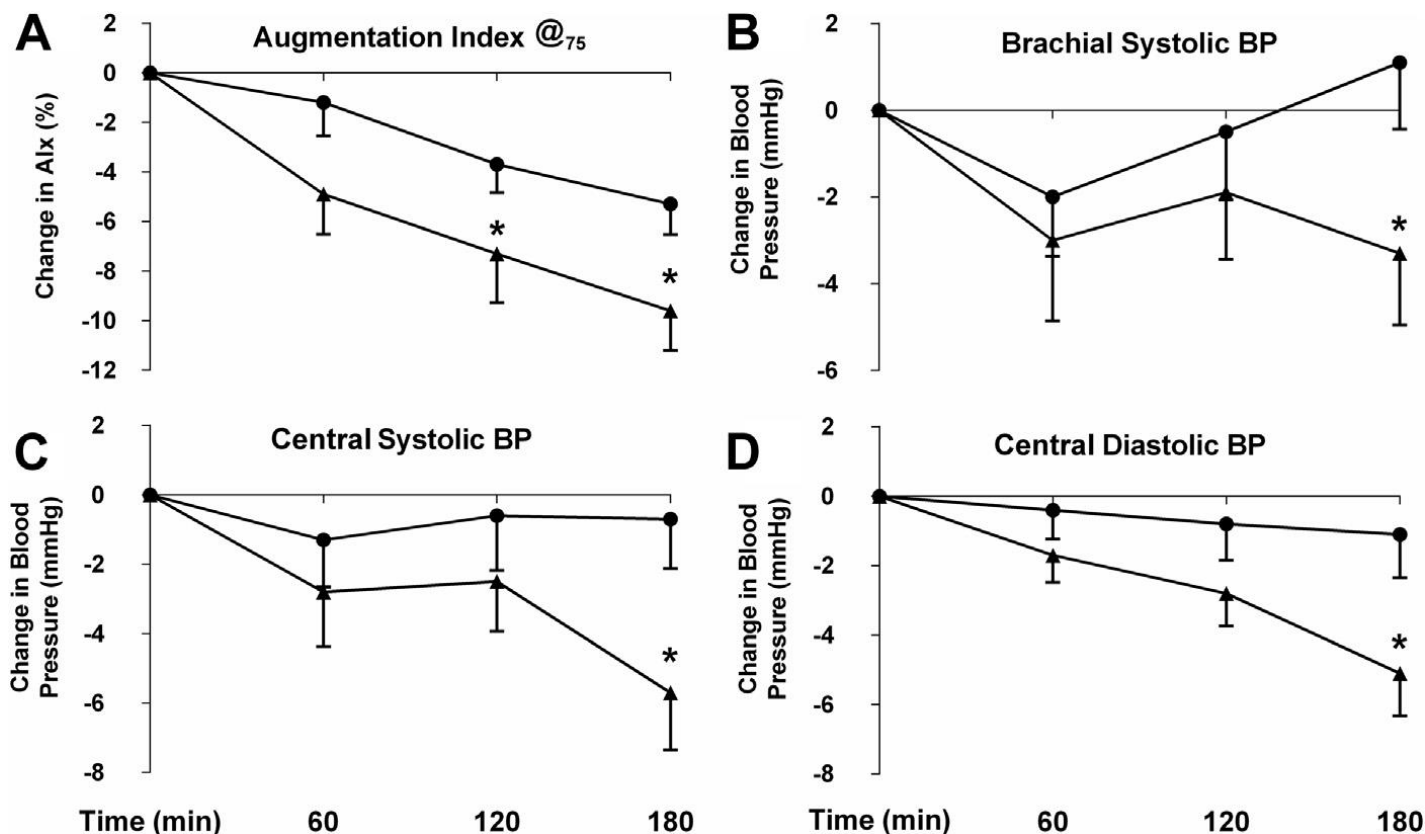 A
Augmentation Index @75
Change in AIx (%)
2
0
-2
-4
-6
-8
-10
-12
*
*
B
Brachial Systolic BP
Change in Blood
Pressure (mmHg)
2
0
-2
-4
-6
*
C
Central Systolic BP
Change in Blood
Pressure (mmHg)
2
0
-2
-4
-6
-8
*
Time (min) 60 120 180
D
Central Diastolic BP
Change in Blood
Pressure (mmHg)
2
0
-2
-4
-6
-8
*
Time (min) 60 120 180